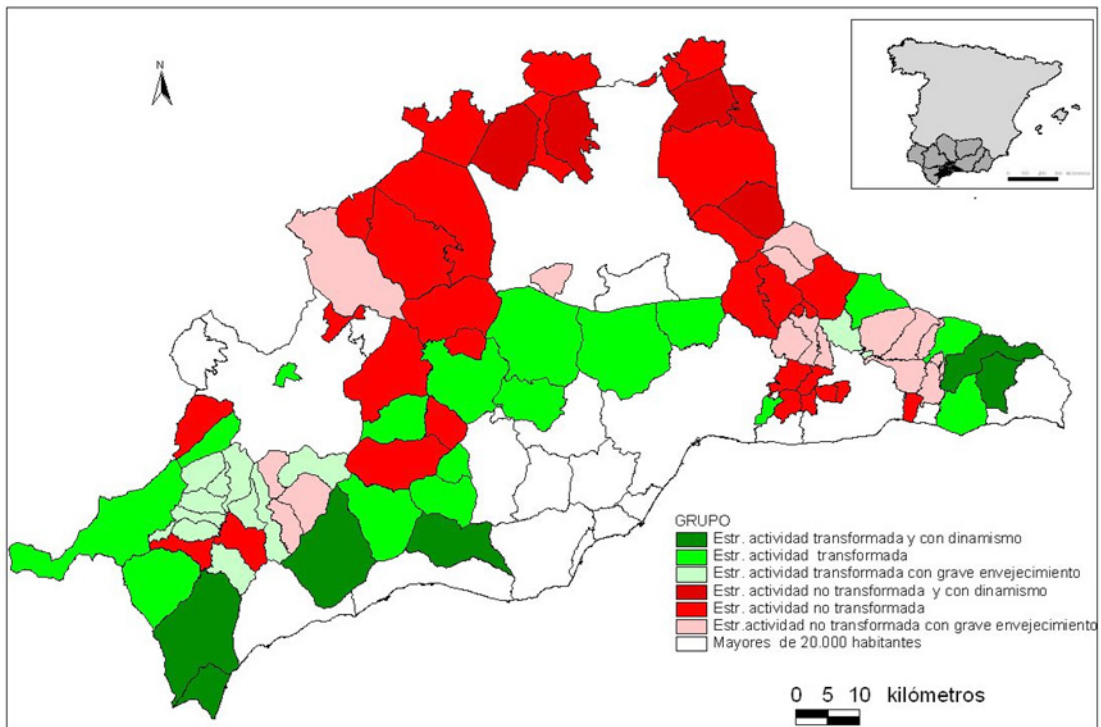 N
GRUPO
Estr. actividad transformada y con dinamismo
Estr. actividad transformada
Estr. actividad transformada con grave envejecimiento
Estr. actividad no transformada y con dinamismo
Estr. actividad no transformada
Estr.actividad no transformada con grave envejecimiento
Mayores de 20.000 habitantes
0 5 10 kilómetros